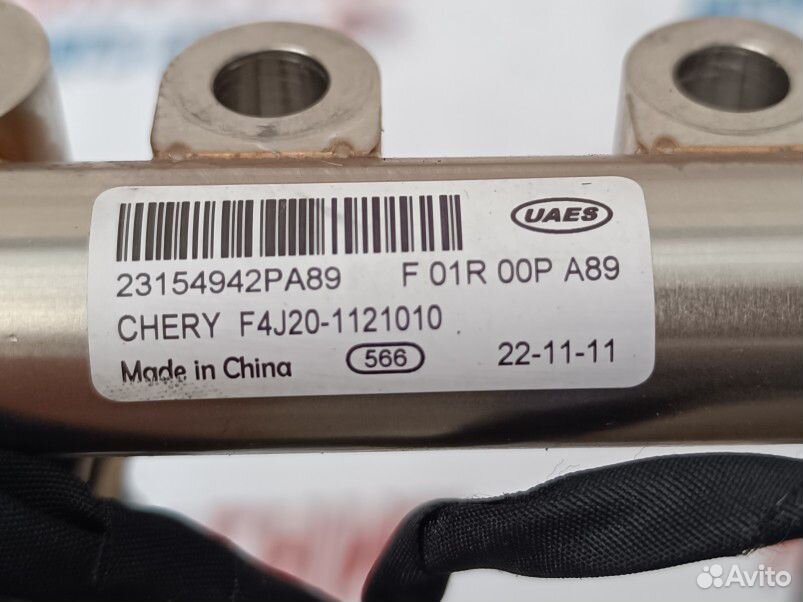 UAES
23154942PA89 F 01R 00P A89
CHERY F4J20-1121010
Made in China 566 22-11-11
Avito